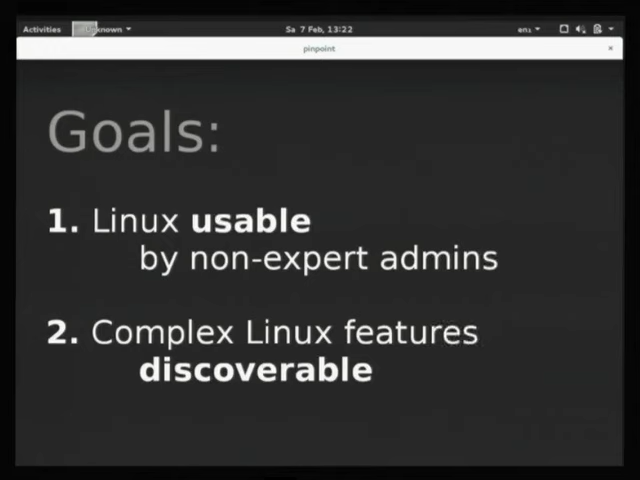 Activities
Unknown
Sa 7 Feb, 13:22
en₁
pinpoint
Goals:
1. Linux usable
by non-expert admins
2. Complex Linux features
discoverable